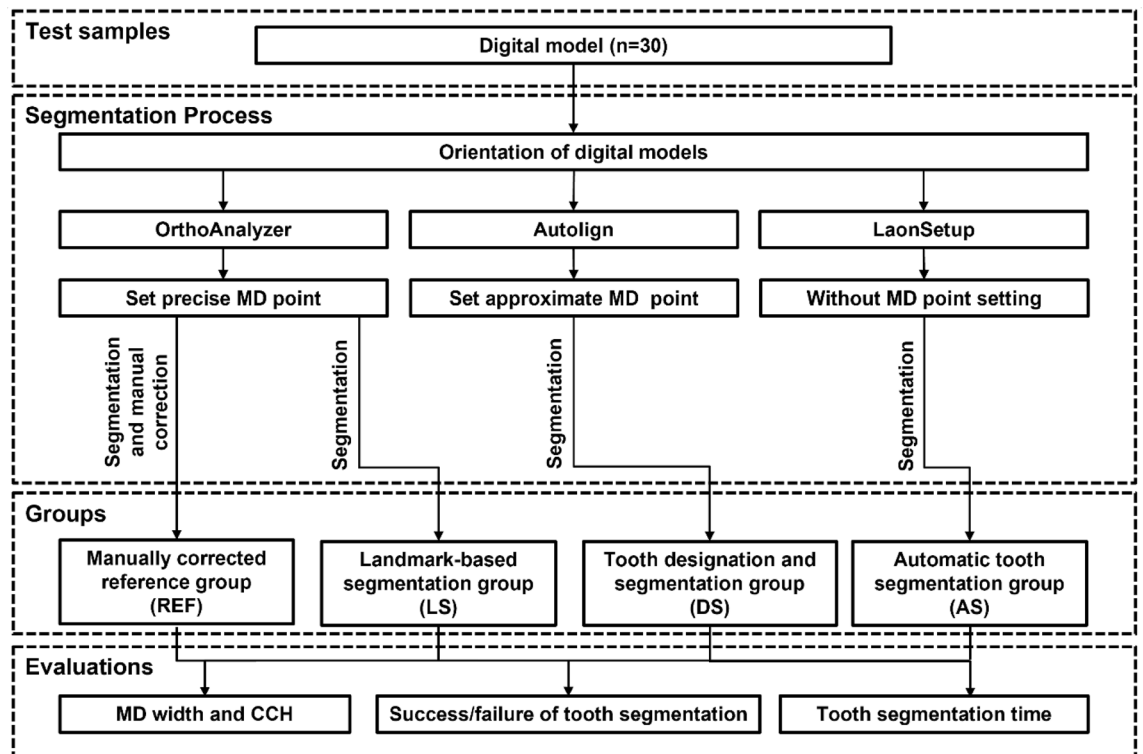 Test samples
Digital model (n=30)
Segmentation Process
Orientation of digital models
OrthoAnalyzer
Autolign
LaonSetup
Set precise MD point
Set approximate MD point
Without MD point setting
Segmentation
and manual
correction
Segmentation
Segmentation
Segmentation
Groups
Manually corrected
reference group
(REF)
Landmark-based
segmentation group
(LS)
Tooth designation and
segmentation group
(DS)
Automatic tooth
segmentation group
(AS)
Evaluations
MD width and CCH
Success/failure of tooth segmentation
Tooth segmentation time